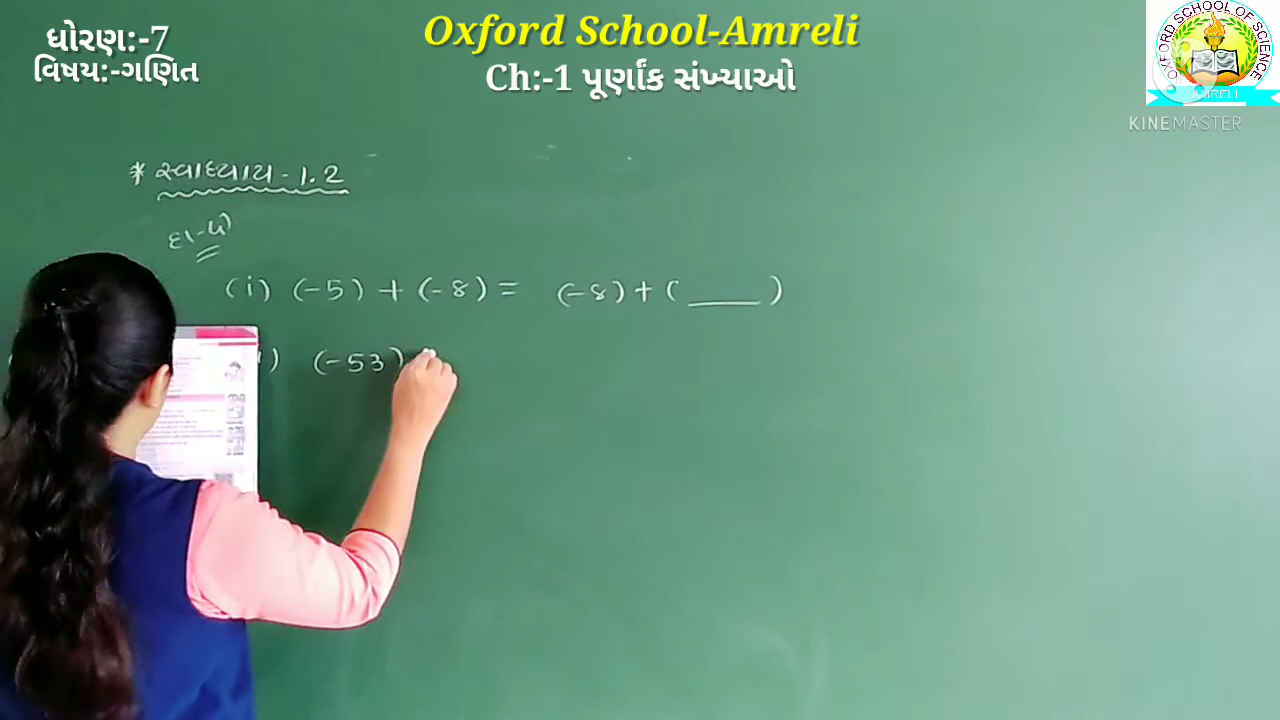 ધોરણ:-7
વિષય:-ગણિત
Oxford School-Amreli
Ch:-1 પૂર્ણાંક સંખ્યાઓ
OXFORD SCHOOL OF SCIENCE
AMRELI
KINEMASTER
* સ્વાધ્યાય - 1.2
(i) (-5) + (-8) = (-8) + ( ____ )
(-53)